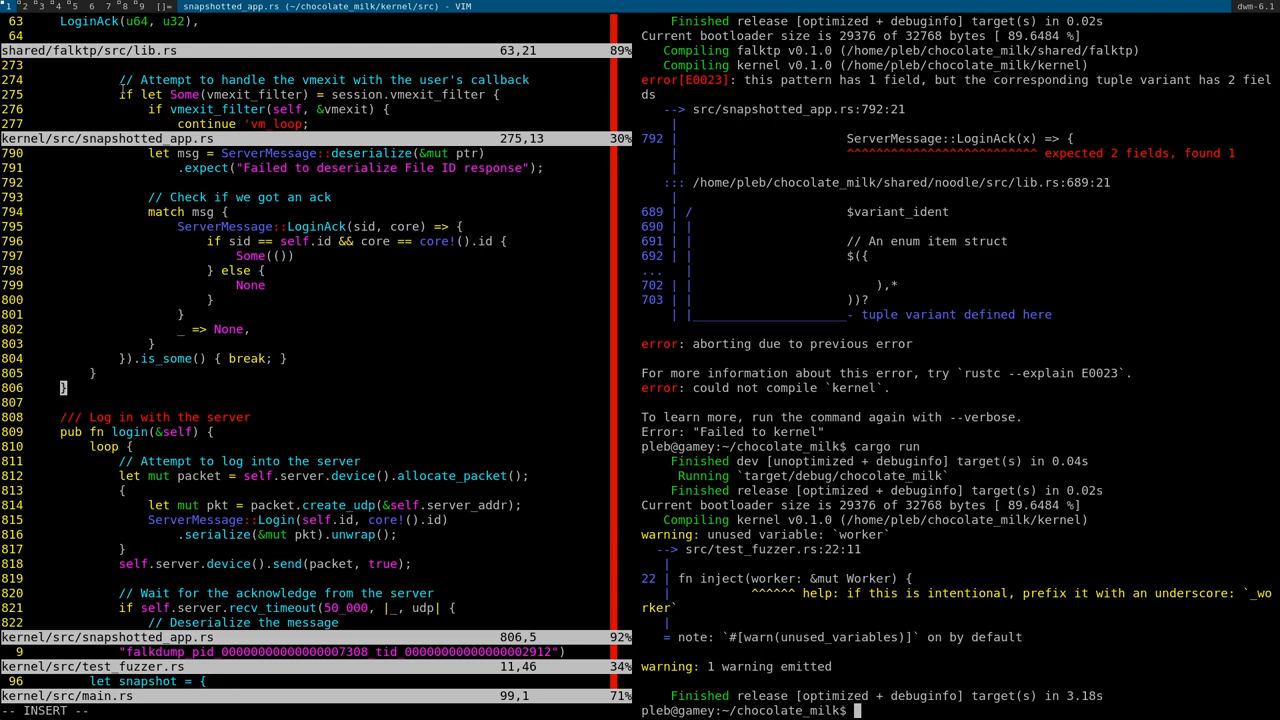 1 2 3 4 5 6 7 8 9 []= snapshotted_app.rs (~/chocolate_milk/kernel/src) - VIM dwm-6.1
63 LoginAck(u64, u32),
64
shared/falktp/src/lib.rs 63,21 89%
273
274 // Attempt to handle the vmexit with the user's callback
275 if let Some(vmexit_filter) = session.vmexit_filter {
276 if vmexit_filter(self, &vmexit) {
277 continue 'vm_loop;
kernel/src/snapshotted_app.rs 275,13 30%
790 let msg = ServerMessage::deserialize(&mut ptr)
791 .expect("Failed to deserialize File ID response");
792
793 // Check if we got an ack
794 match msg {
795 ServerMessage::LoginAck(sid, core) => {
796 if sid == self.id && core == core!().id {
797 Some(())
798 } else {
799 None
800 }
801 }
802 _ => None,
803 }
804 }).is_some() { break; }
805 }
806 }
807
808 /// Log in with the server
809 pub fn login(&self) {
810 loop {
811 // Attempt to log into the server
812 let mut packet = self.server.device().allocate_packet();
813 {
814 let mut pkt = packet.create_udp(&self.server_addr);
815 ServerMessage::Login(self.id, core!().id)
816 .serialize(&mut pkt).unwrap();
817 }
818 self.server.device().send(packet, true);
819
820 // Wait for the acknowledge from the server
821 if self.server.recv_timeout(50_000, |_, udp| {
822 // Deserialize the message
kernel/src/snapshotted_app.rs 806,5 92%
9 "falkdump_pid_00000000000000007308_tid_00000000000000002912")
kernel/src/test_fuzzer.rs 11,46 34%
96 let snapshot = {
kernel/src/main.rs 99,1 71%
-- INSERT --
Finished release [optimized + debuginfo] target(s) in 0.02s
Current bootloader size is 29376 of 32768 bytes [ 89.6484 %]
Compiling falktp v0.1.0 (/home/pleb/chocolate_milk/shared/falktp)
Compiling kernel v0.1.0 (/home/pleb/chocolate_milk/kernel)
error[E0023]: this pattern has 1 field, but the corresponding tuple variant has 2 fiel
ds
--> src/snapshotted_app.rs:792:21
|
792 | ServerMessage::LoginAck(x) => {
| ^^^^^^^^^^^^^^^^^^^^^^^^^^ expected 2 fields, found 1
|
::: /home/pleb/chocolate_milk/shared/noodle/src/lib.rs:689:21
|
689 | / $variant_ident
690 | |
691 | | // An enum item struct
692 | | $({
... |
702 | | ),*
703 | | ))?
| |_____________________- tuple variant defined here

error: aborting due to previous error

For more information about this error, try `rustc --explain E0023`.
error: could not compile `kernel`.

To learn more, run the command again with --verbose.
Error: "Failed to kernel"
pleb@gamey:~/chocolate_milk$ cargo run
Finished dev [unoptimized + debuginfo] target(s) in 0.04s
Running `target/debug/chocolate_milk`
Finished release [optimized + debuginfo] target(s) in 0.02s
Current bootloader size is 29376 of 32768 bytes [ 89.6484 %]
Compiling kernel v0.1.0 (/home/pleb/chocolate_milk/kernel)
warning: unused variable: `worker`
--> src/test_fuzzer.rs:22:11
|
22 | fn inject(worker: &mut Worker) {
| ^^^^^^ help: if this is intentional, prefix it with an underscore: `_wo
rker`
|
= note: `#[warn(unused_variables)]` on by default

warning: 1 warning emitted

Finished release [optimized + debuginfo] target(s) in 3.18s
pleb@gamey:~/chocolate_milk$